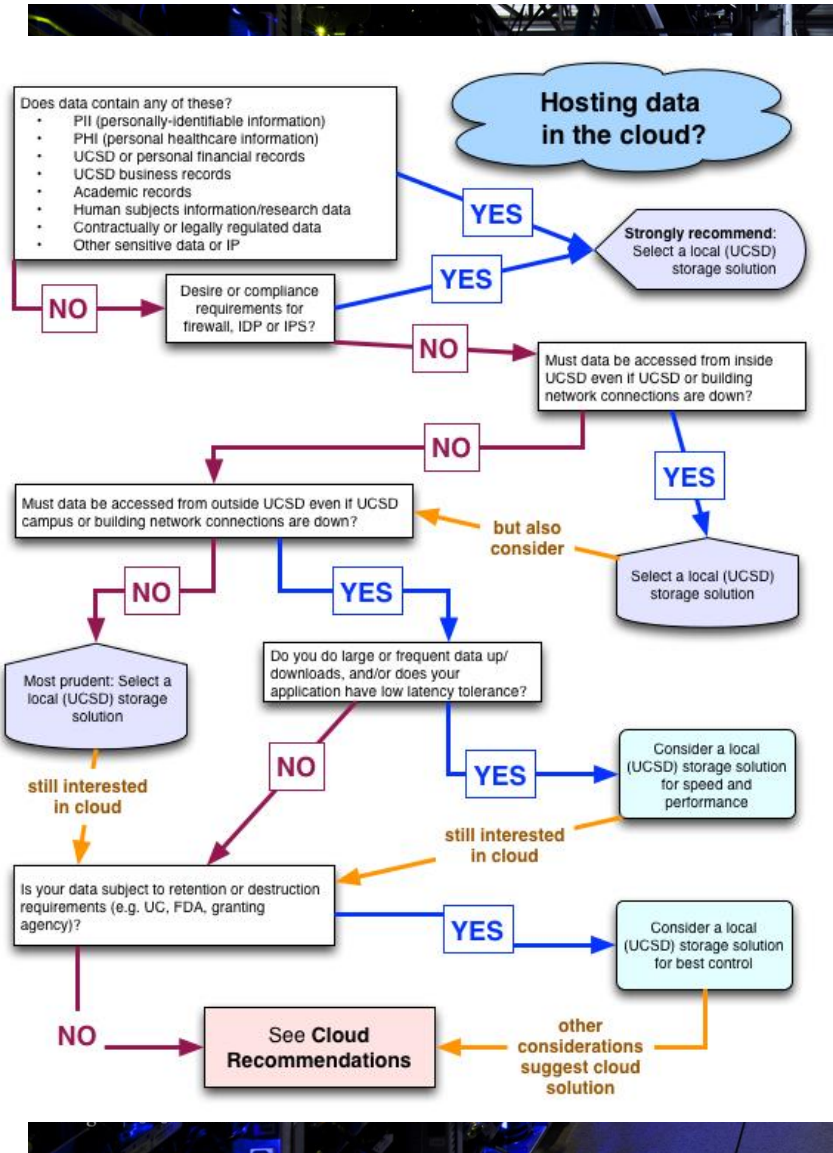 Hosting data
in the cloud?
Does data contain any of these?
• PII (personally-identifiable information)
• PHI (personal healthcare information)
• UCSD or personal financial records
• UCSD business records
• Academic records
• Human subjects information/research data
• Contractually or legally regulated data
• Other sensitive data or IP
YES
Strongly recommend:
Select a local (UCSD)
storage solution
YES
NO
Desire or compliance
requirements for
firewall, IDP or IPS?
NO
Must data be accessed from inside
UCSD even if UCSD or building
network connections are down?
NO
YES
Must data be accessed from outside UCSD even if UCSD
campus or building network connections are down?
but also
consider
Select a local (UCSD)
storage solution
NO
YES
Most prudent: Select a
local (UCSD) storage
solution
Do you do large or frequent data up/
downloads, and/or does your
application have low latency tolerance?
NO
YES
Consider a local
(UCSD) storage solution
for speed and
performance
still interested
in cloud
still interested
in cloud
Is your data subject to retention or destruction
requirements (e.g. UC, FDA, granting
agency)?
YES
Consider a local
(UCSD) storage solution
for best control
NO
See Cloud
Recommendations
other
considerations
suggest cloud
solution